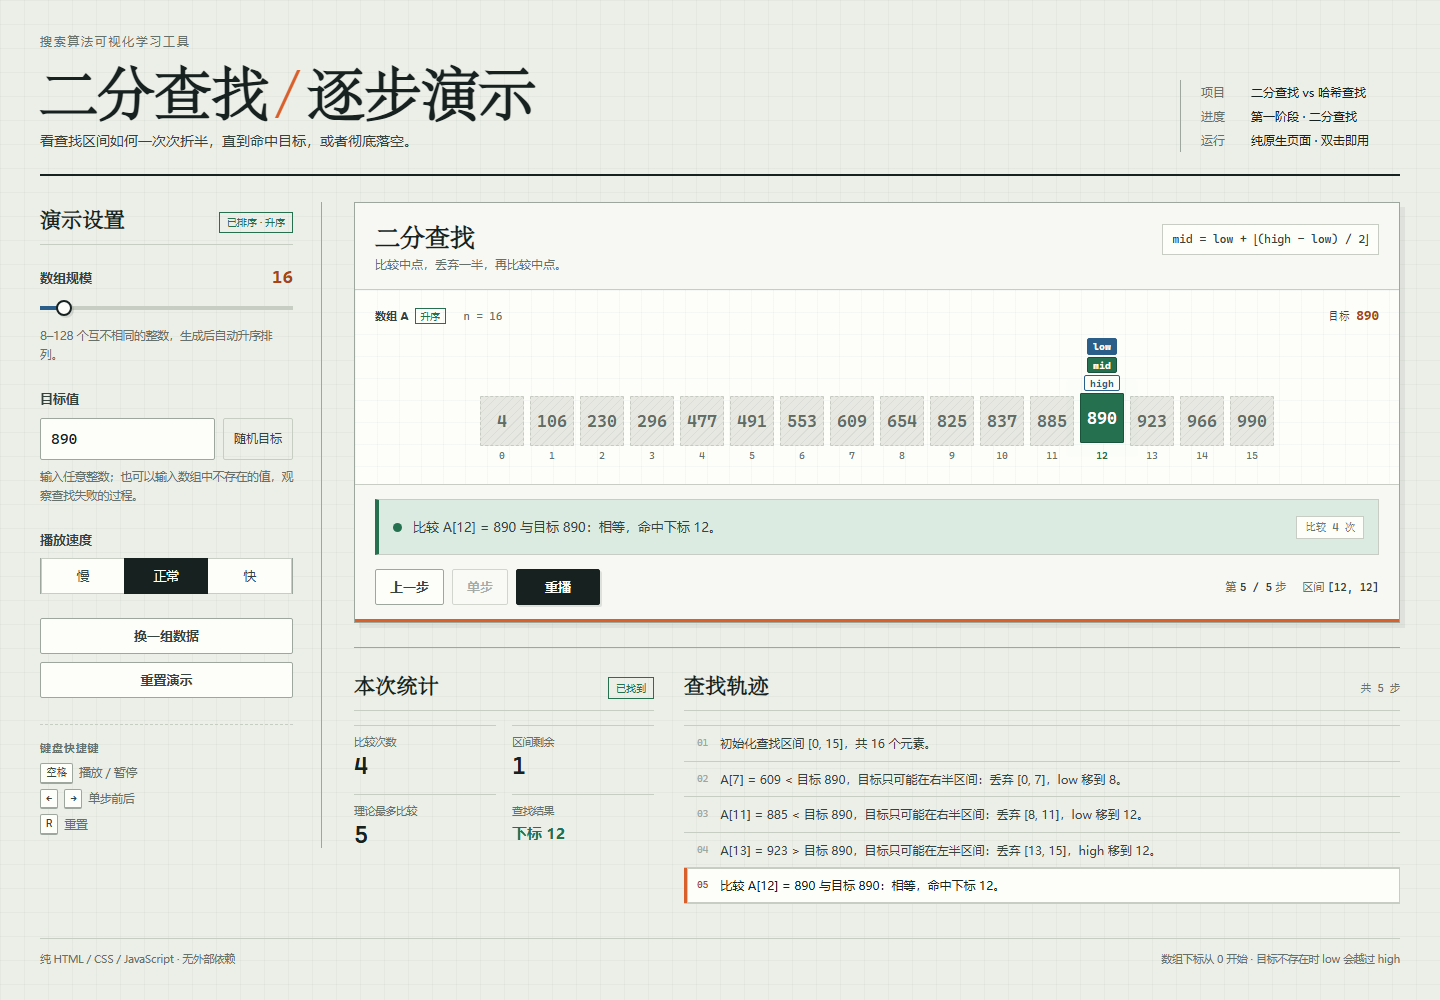 搜索算法可视化学习工具
二分查找/逐步演示
看查找区间如何一次次折半，直到命中目标，或者彻底落空。
项目 二分查找 vs 哈希查找
进度 第一阶段 · 二分查找
运行 纯原生页面 · 双击即用
演示设置 已排序 · 升序
数组规模 16
8–128 个互不相同的整数，生成后自动升序排
列。
目标值
890 随机目标
输入任意整数；也可以输入数组中不存在的值，观
察查找失败的过程。
播放速度
慢 正常 快
换一组数据
重置演示
键盘快捷键
空格 播放 / 暂停
← → 单步前后
R 重置
二分查找
比较中点，丢弃一半，再比较中点。
mid = low + ⌊(high − low) / 2⌋
数组 A 升序 n = 16 目标 890
low
mid
high
4 106 230 296 477 491 553 609 654 825 837 885 890 923 966 990
0 1 2 3 4 5 6 7 8 9 10 11 12 13 14 15
比较 A[12] = 890 与目标 890：相等，命中下标 12。 比较 4 次
上一步 单步 重播 第 5 / 5 步 区间 [12, 12]
本次统计 已找到
比较次数 区间剩余
4 1
理论最多比较 查找结果
5 下标 12
查找轨迹 共 5 步
01 初始化查找区间 [0, 15]，共 16 个元素。
02 A[7] = 609 < 目标 890，目标只可能在右半区间：丢弃 [0, 7]，low 移到 8。
03 A[11] = 885 < 目标 890，目标只可能在右半区间：丢弃 [8, 11]，low 移到 12。
04 A[13] = 923 > 目标 890，目标只可能在左半区间：丢弃 [13, 15]，high 移到 12。
05 比较 A[12] = 890 与目标 890：相等，命中下标 12。
纯 HTML / CSS / JavaScript · 无外部依赖
数组下标从 0 开始 · 目标不存在时 low 会越过 high